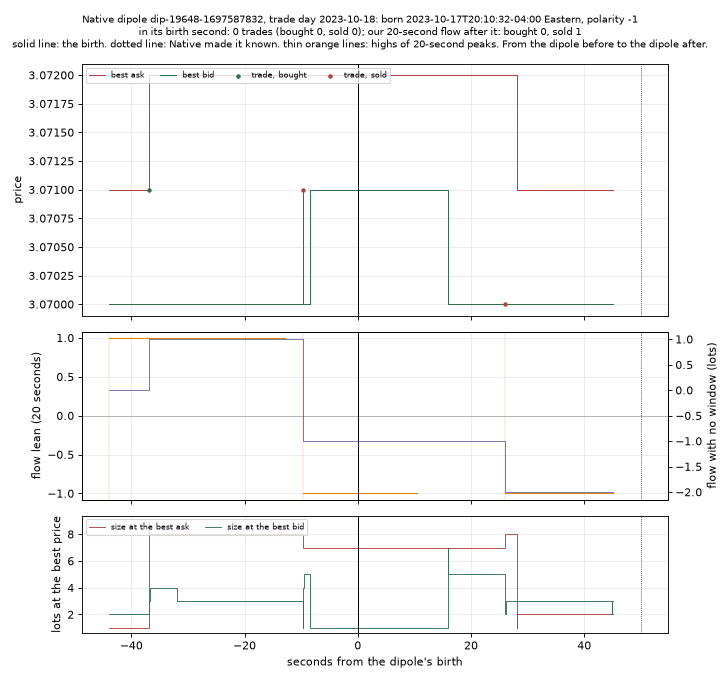 Native dipole dip-19648-1697587832, trade day 2023-10-18: born 2023-10-17T20:10:32-04:00 Eastern, polarity -1
in its birth second: 0 trades (bought 0, sold 0); our 20-second flow after it: bought 0, sold 1
solid line: the birth. dotted line: Native made it known. thin orange lines: highs of 20-second peaks. From the dipole before to the dipole after.
best ask best bid trade, bought trade, sold
3.07200
3.07175
3.07150
3.07125
3.07100
3.07075
3.07050
3.07025
3.07000
price
1.0
0.5
0.0
−0.5
−1.0
flow lean (20 seconds)
1.0
0.5
0.0
−0.5
−1.0
−1.5
−2.0
flow with no window (lots)
size at the best ask size at the best bid
8
6
4
2
lots at the best price
−40 −20 0 20 40
seconds from the dipole's birth